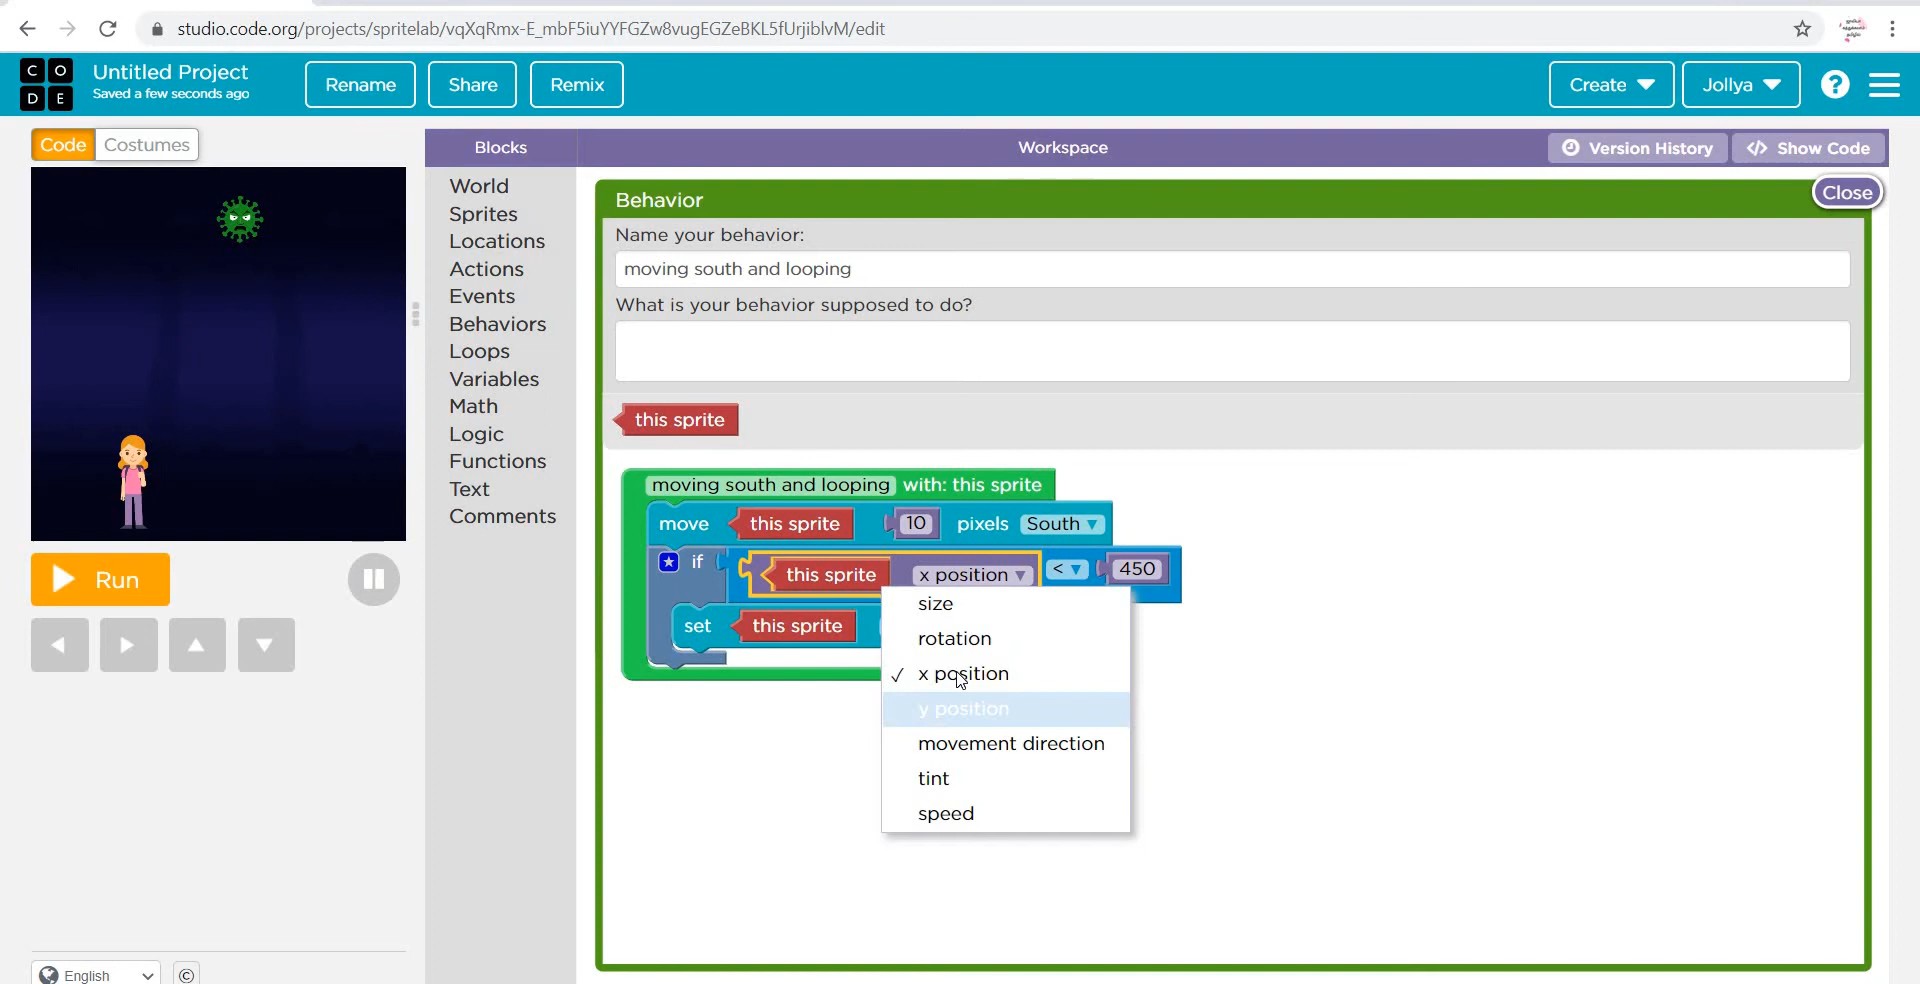 studio.code.org/projects/spritelab/vqXqRmx-E_mbF5iuYYFGZw8vugEGZeBKL5fUrjiblvM/edit
C O
D E
Untitled Project
Saved a few seconds ago
Rename
Share
Remix
Create
Jollya
?
Code
Costumes
Blocks
Workspace
Version History
Show Code
World
Sprites
Locations
Actions
Events
Behaviors
Loops
Variables
Math
Logic
Functions
Text
Comments
Behavior
Close
Name your behavior:
moving south and looping
What is your behavior supposed to do?
this sprite
moving south and looping with: this sprite
move this sprite 10 pixels South
if this sprite x position < 450
set this sprite
size
rotation
✓ x position
y position
movement direction
tint
speed
Run
English
©